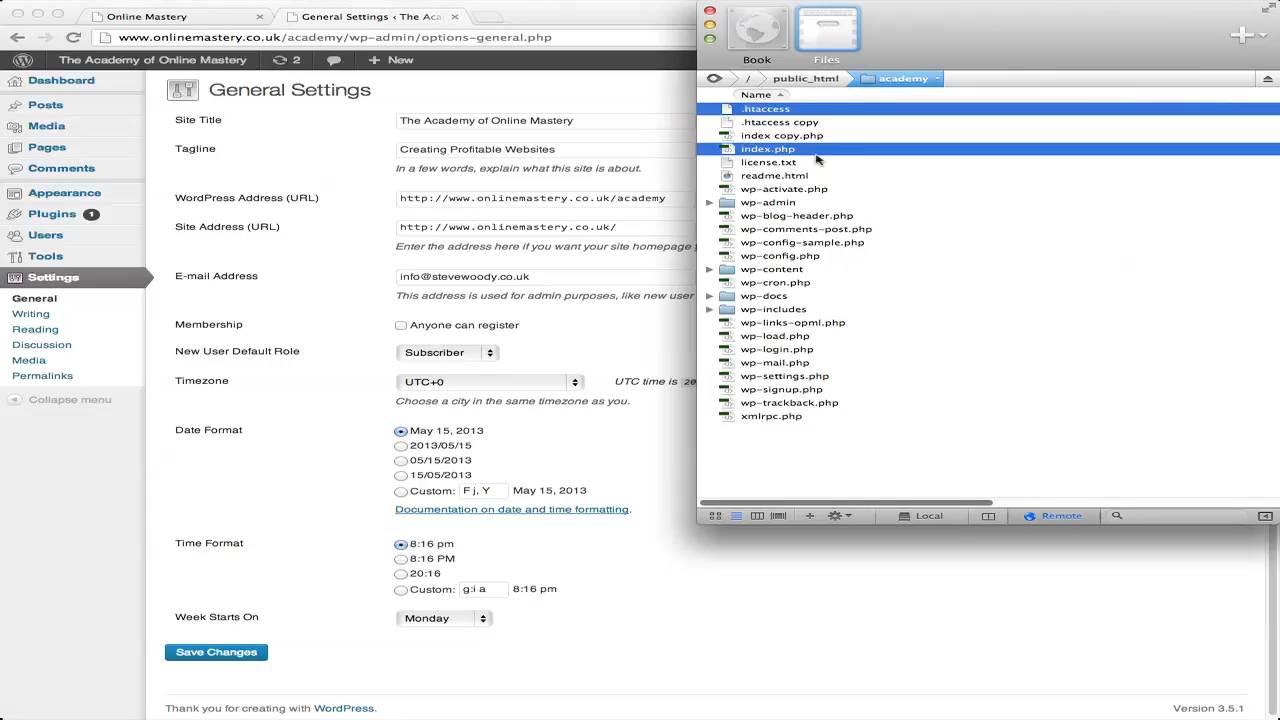 Online Mastery
General Settings ‹ The Aca
www.onlinemastery.co.uk/academy/wp-admin/options-general.php
The Academy of Online Mastery
2
New
Dashboard
Posts
Media
Pages
Comments
Appearance
Plugins 1
Users
Tools
Settings
General
Writing
Reading
Discussion
Media
Permalinks
Collapse menu
General Settings
Site Title
The Academy of Online Mastery
Tagline
Creating Profitable Websites
In a few words, explain what this site is about.
WordPress Address (URL)
http://www.onlinemastery.co.uk/academy
Site Address (URL)
http://www.onlinemastery.co.uk/
Enter the address here if you want your site homepage
E-mail Address
info@stevewoody.co.uk
This address is used for admin purposes, like new user
Membership
Anyone can register
New User Default Role
Subscriber
Timezone
UTC+0
UTC time is 20
Choose a city in the same timezone as you.
Date Format
May 15, 2013
2013/05/15
05/15/2013
15/05/2013
Custom: F j, Y May 15, 2013
Documentation on date and time formatting.
Time Format
8:16 pm
8:16 PM
20:16
Custom: g:i a 8:16 pm
Week Starts On
Monday
Save Changes
Thank you for creating with WordPress.
Version 3.5.1
Book
Files
/ public_html academy
Name
.htaccess
.htaccess copy
index copy.php
index.php
license.txt
readme.html
wp-activate.php
wp-admin
wp-blog-header.php
wp-comments-post.php
wp-config-sample.php
wp-config.php
wp-content
wp-cron.php
wp-docs
wp-includes
wp-links-opml.php
wp-load.php
wp-login.php
wp-mail.php
wp-settings.php
wp-signup.php
wp-trackback.php
xmlrpc.php
Local
Remote